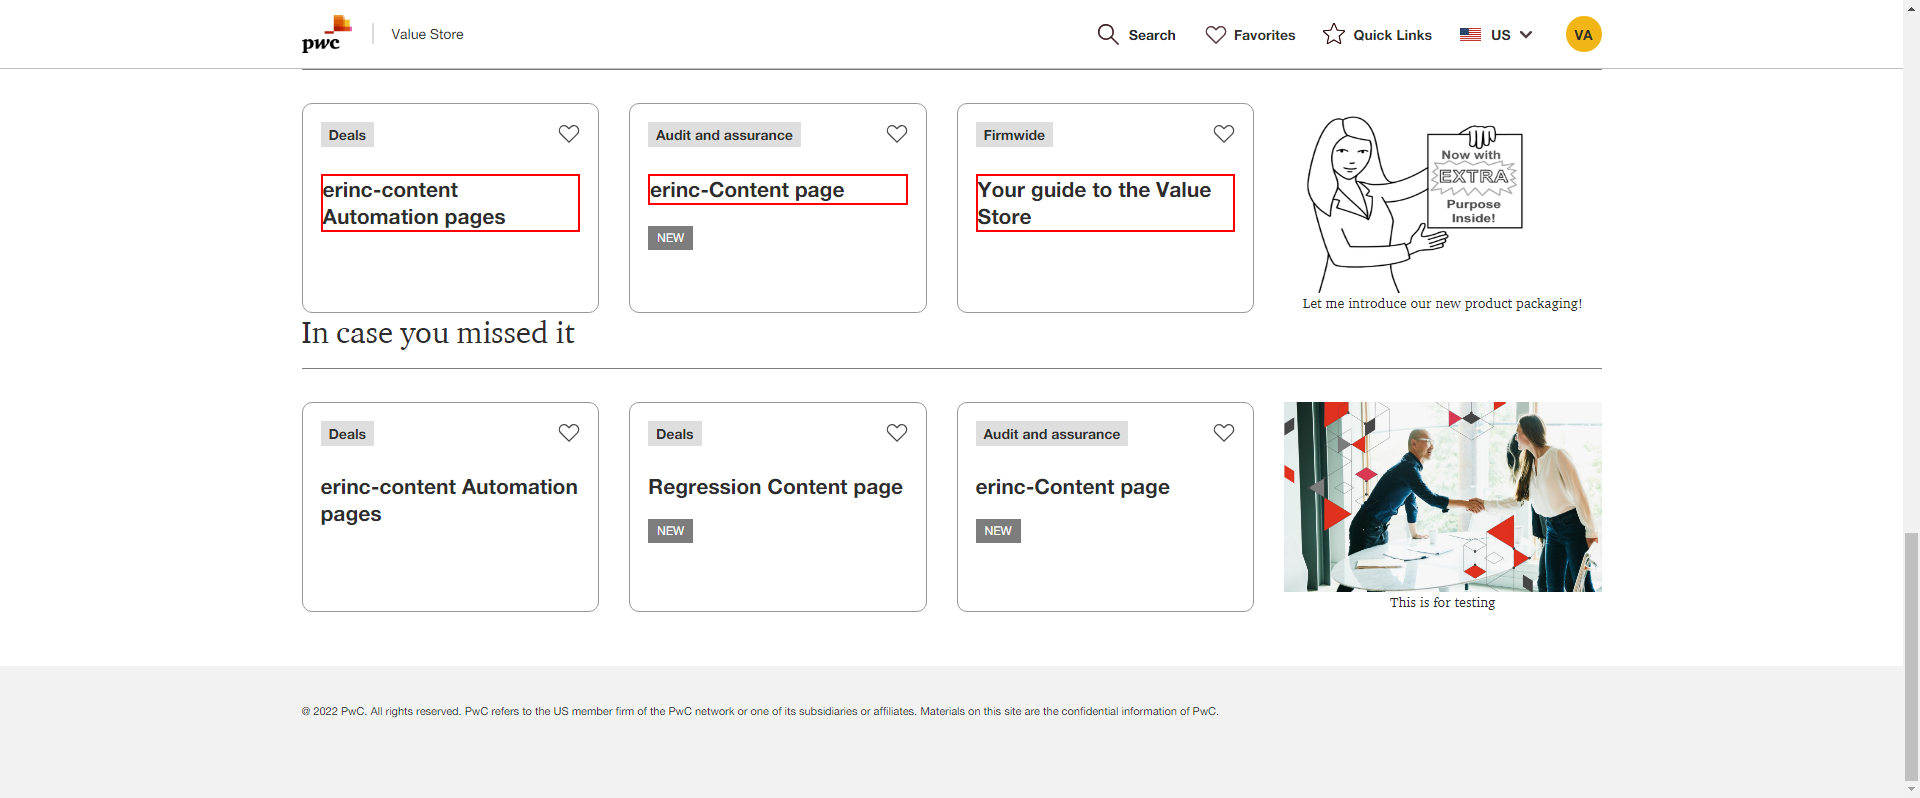 pwc
Value Store
Search
Favorites
Quick Links
US
VA
Deals
erinc-content
Automation pages
Audit and assurance
erinc-Content page
NEW
Firmwide
Your guide to the Value
Store
Now with
EXTRA
Purpose
Inside!
Let me introduce our new product packaging!
In case you missed it
Deals
erinc-content Automation
pages
Deals
Regression Content page
NEW
Audit and assurance
erinc-Content page
NEW
This is for testing
@ 2022 PwC. All rights reserved. PwC refers to the US member firm of the PwC network or one of its subsidiaries or affiliates. Materials on this site are the confidential information of PwC.